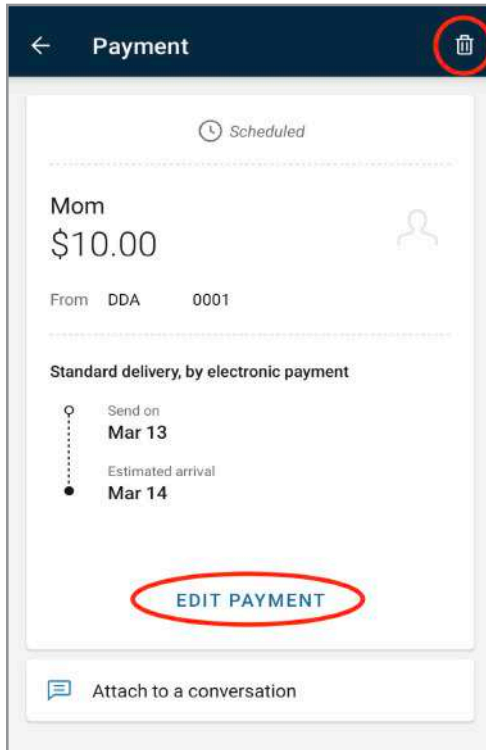 Payment
Scheduled
Mom
$10.00
From DDA 0001
Standard delivery, by electronic payment
Send on
Mar 13
Estimated arrival
Mar 14
EDIT PAYMENT
Attach to a conversation